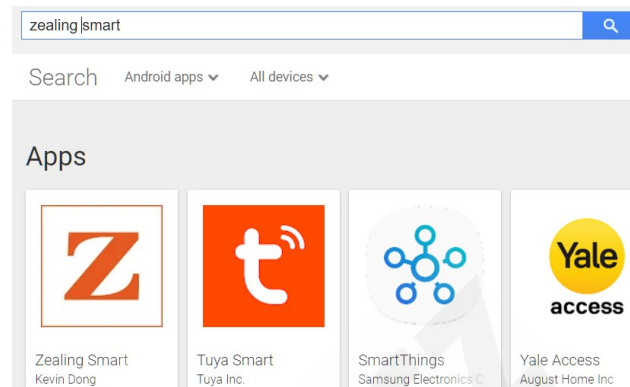 zealing smart
Search Android apps All devices
Apps
Z
t
Yale
access
Zealing Smart Tuya Smart SmartThings Yale Access
Kevin Dong Tuya Inc. Samsung Electronics C August Home Inc